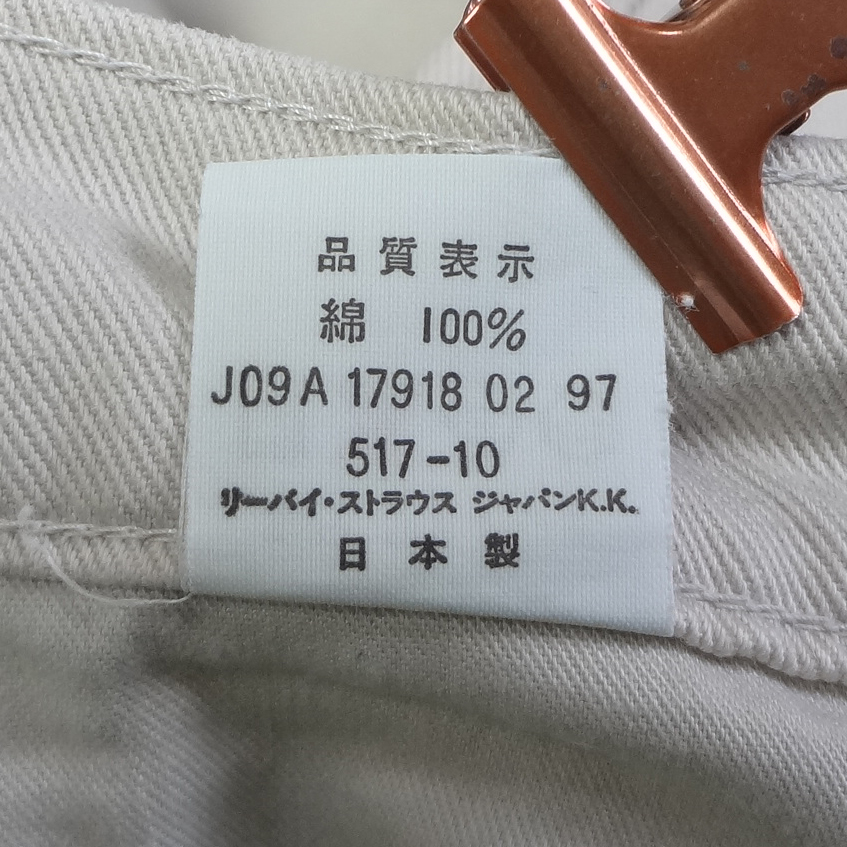 品質表示
綿 100%
J09A 17918 02 97
517-10
リーバイ・ストラウス ジャパンK.K.
日本製